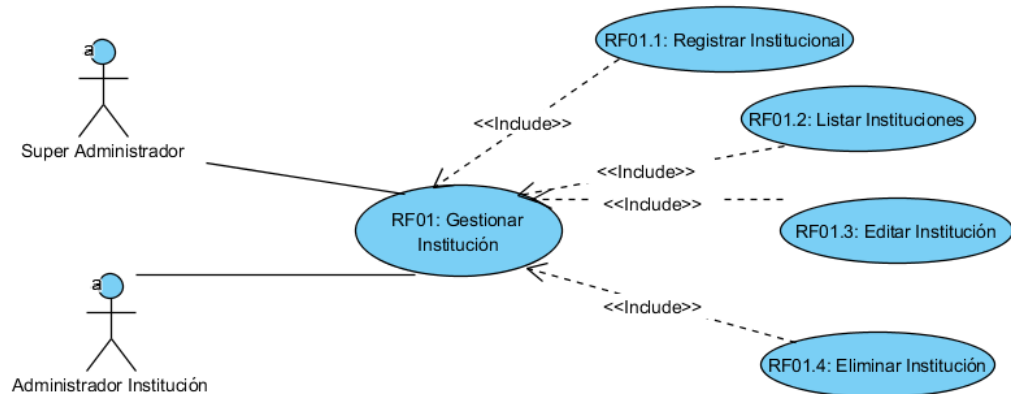 RF01.1: Registrar Institucional
a
Super Administrador
<<Include>>
RF01.2: Listar Instituciones
<<Include>>
<<Include>>
RF01: Gestionar
Institución
RF01.3: Editar Institución
a
Administrador Institución
<<Include>>
RF01.4: Eliminar Institución